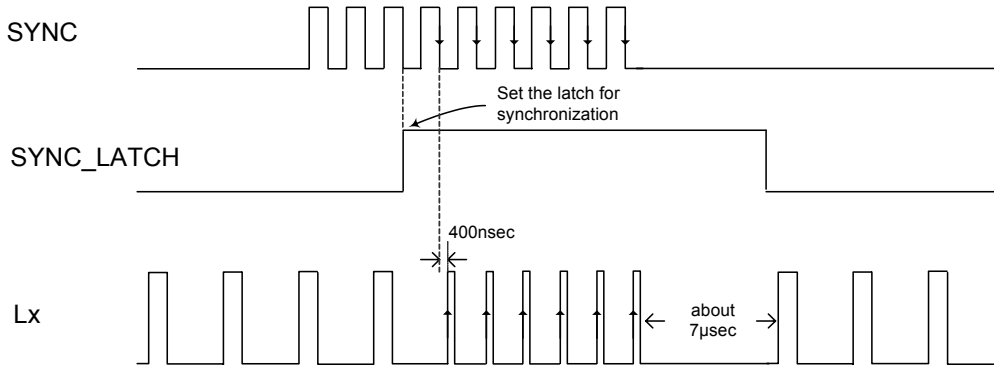 SYNC
Set the latch for
synchronization
SYNC_LATCH
400nsec
Lx
about
7μsec